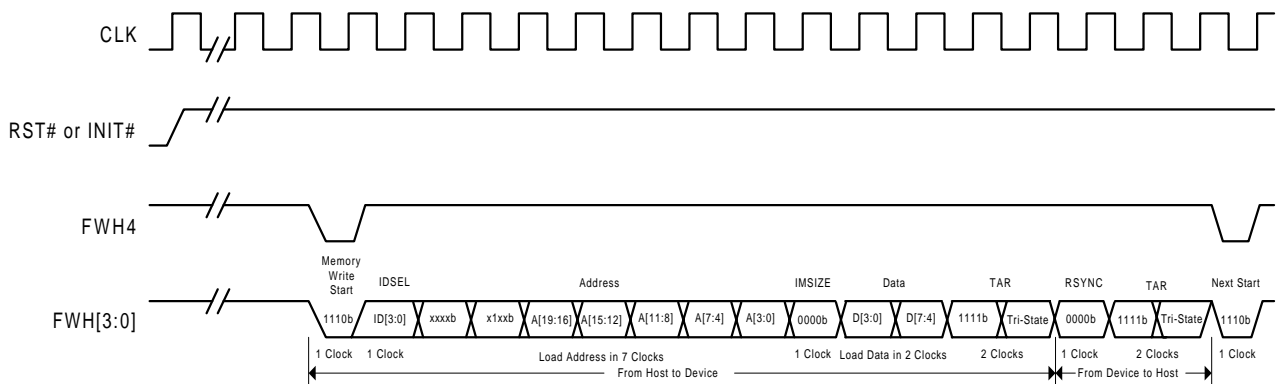 CLK
RST# or INIT#
FWH4
Memory
Write
Start
IDSEL
Address
IMSIZE
Data
TAR
RSYNC
TAR
Next Start
FWH[3:0]
1110b
ID[3:0]
xxxxb
x1xxb
A[19:16]
A[15:12]
A[11:8]
A[7:4]
A[3:0]
0000b
D[3:0]
D[7:4]
1111b
Tri-State
0000b
1111b
Tri-State
1110b
1 Clock
1 Clock
Load Address in 7 Clocks
1 Clock
Load Data in 2 Clocks
2 Clocks
1 Clock
2 Clocks
1 Clock
From Host to Device
From Device to Host